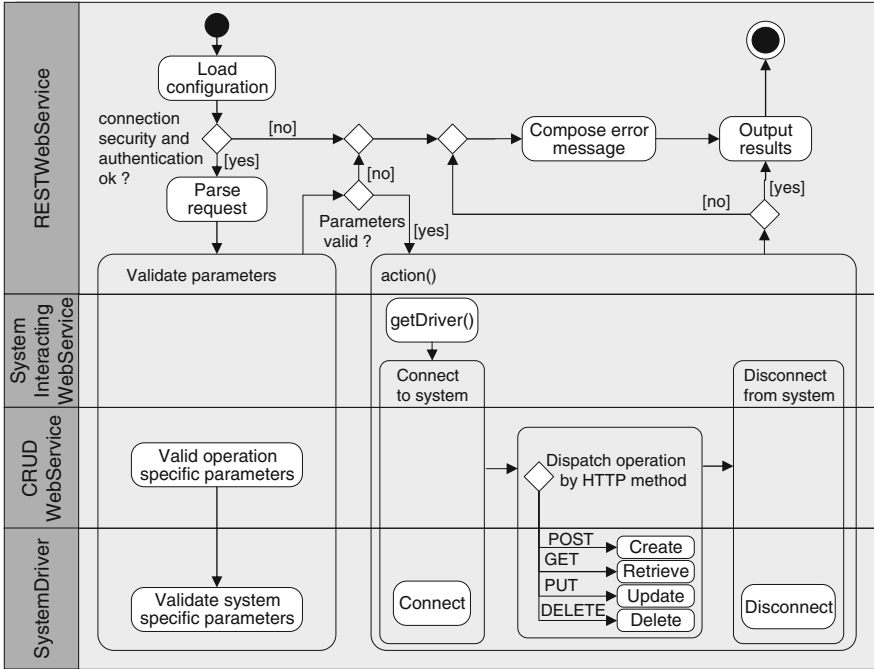 RESTWebService
Load
configuration
connection
security and
authentication
ok ?
[no]
[yes]
Parse
request
[no]
Parameters
valid ?
[yes]
Compose error
message
Output
results
[yes]
[no]
Validate parameters
action()
System
Interacting
WebService
getDriver()
Connect
to system
Disconnect
from system
CRUD
WebService
Valid operation
specific parameters
Dispatch operation
by HTTP method
SystemDriver
Validate system
specific parameters
Connect
POST
Create
GET
Retrieve
PUT
Update
DELETE
Delete
Disconnect